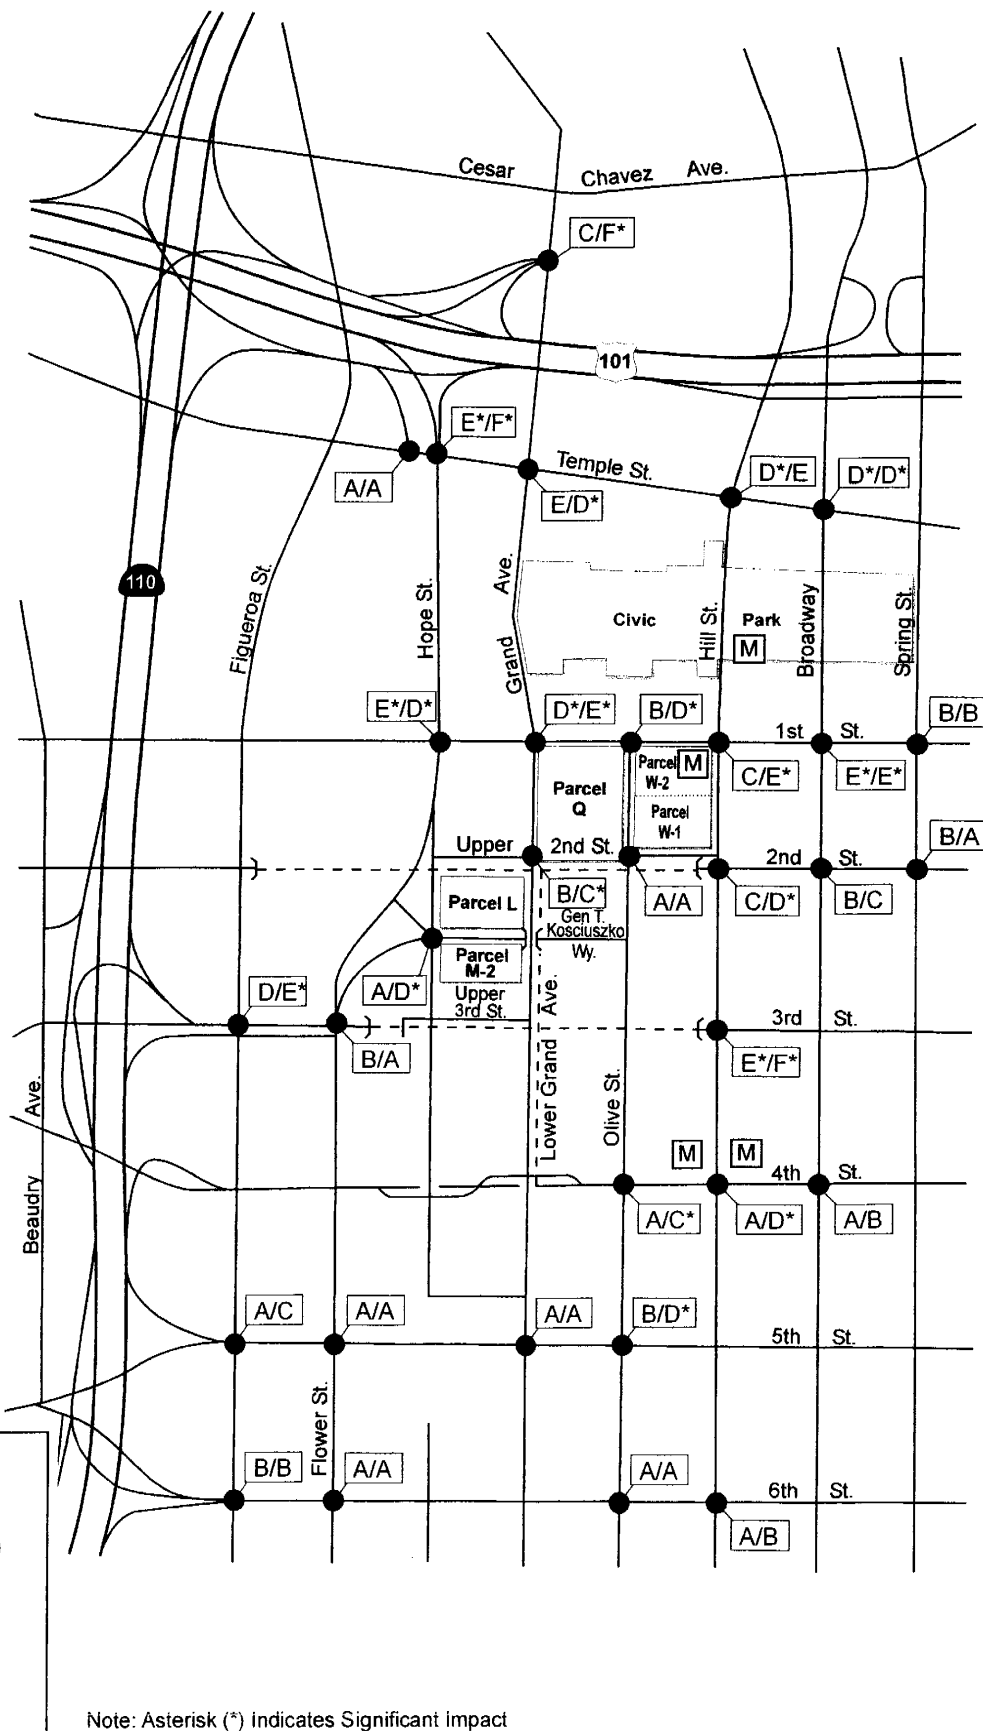 Cesar Chavez Ave.
C/F*
101
E*/F*
A/A
Temple St.
D*/E
D*/D*
E/D*
110
Figueroa St.
Hope St.
Grand Ave.
Civic Park
Hill St.
M
Broadway
Spring St.
E*/D*
D*/E*
B/D*
1st St.
B/B
C/E*
E*/E*
Parcel
Q
Parcel
W-2
M
Parcel
W-1
Upper 2nd St.
2nd St.
B/A
B/C*
A/A
C/D*
B/C
Parcel L
Gen T.
Kosciuszko
Wy.
Parcel
M-2
A/D*
D/E*
Upper
3rd St.
B/A
3rd St.
E*/F*
Lower Grand Ave.
Olive St.
Beaudry Ave.
M
M
4th St.
A/C*
A/D*
A/B
A/C
A/A
A/A
B/D*
5th St.
Flower St.
B/B
A/A
A/A
6th St.
A/B
Note: Asterisk (*) Indicates Significant Impact